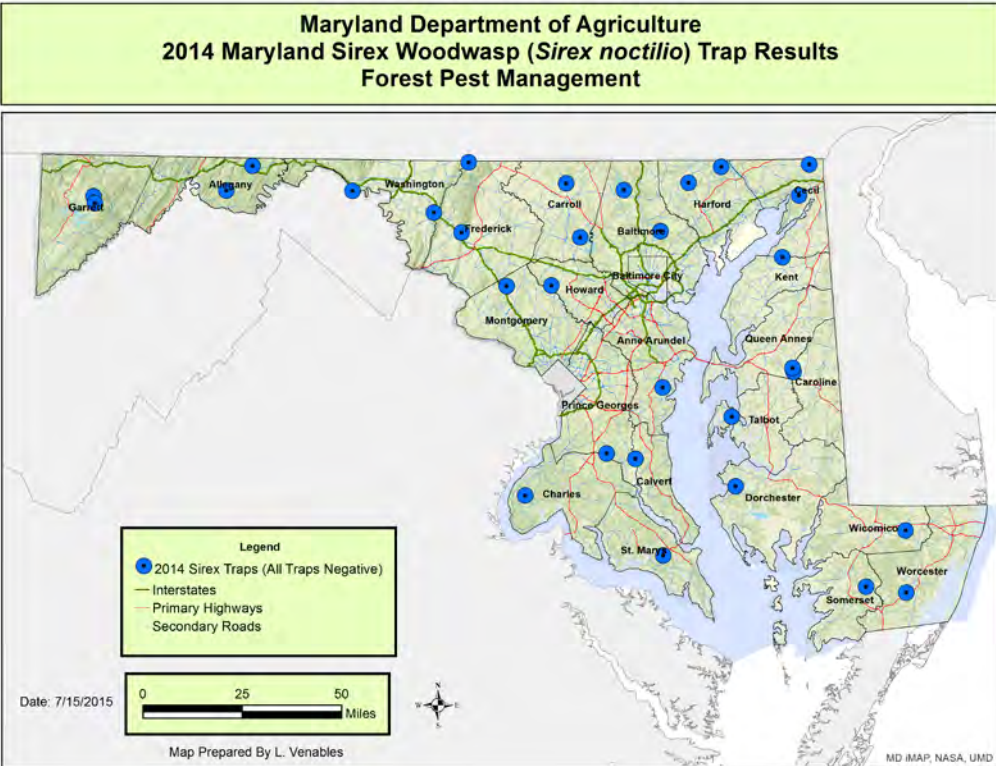 Maryland Department of Agriculture
2014 Maryland Sirex Woodwasp (Sirex noctilio) Trap Results
Forest Pest Management
Garrett
Allegany
Washington
Frederick
Carroll
Baltimore
Harford
Cecil
Baltimore City
Kent
Howard
Montgomery
Anne Arundel
Queen Annes
Caroline
Prince Georges
Talbot
Calvert
Charles
Dorchester
St. Marys
Wicomico
Worcester
Somerset
Legend
2014 Sirex Traps (All Traps Negative)
Interstates
Primary Highways
Secondary Roads
Date: 7/15/2015
0 25 50
Miles
N
W E
S
Map Prepared By L. Venables
MD iMAP, NASA, UMD